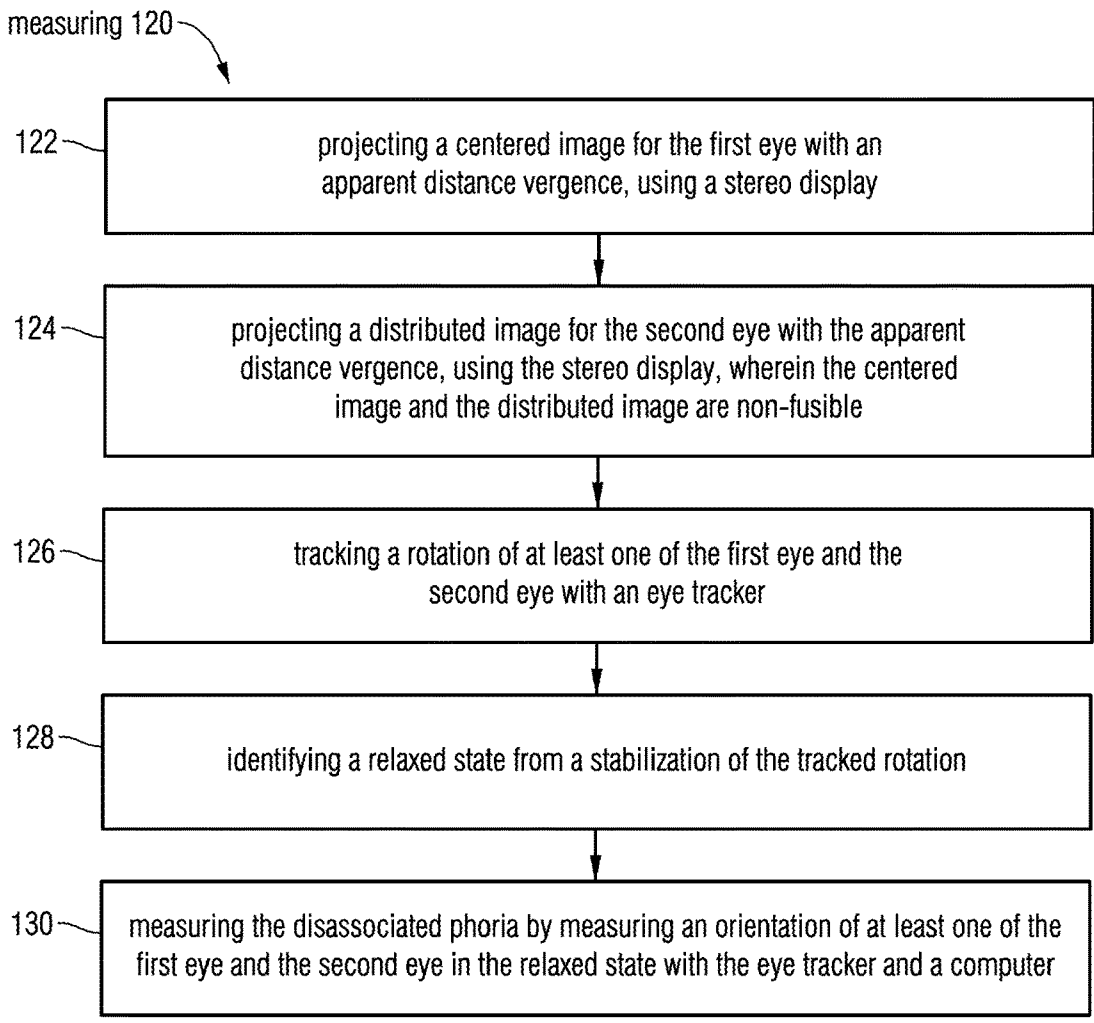 measuring 120
122
projecting a centered image for the first eye with an
apparent distance vergence, using a stereo display
124
projecting a distributed image for the second eye with the apparent
distance vergence, using the stereo display, wherein the centered
image and the distributed image are non-fusible
126
tracking a rotation of at least one of the first eye and the
second eye with an eye tracker
128
identifying a relaxed state from a stabilization of the tracked rotation
130
measuring the disassociated phoria by measuring an orientation of at least one of the
first eye and the second eye in the relaxed state with the eye tracker and a computer